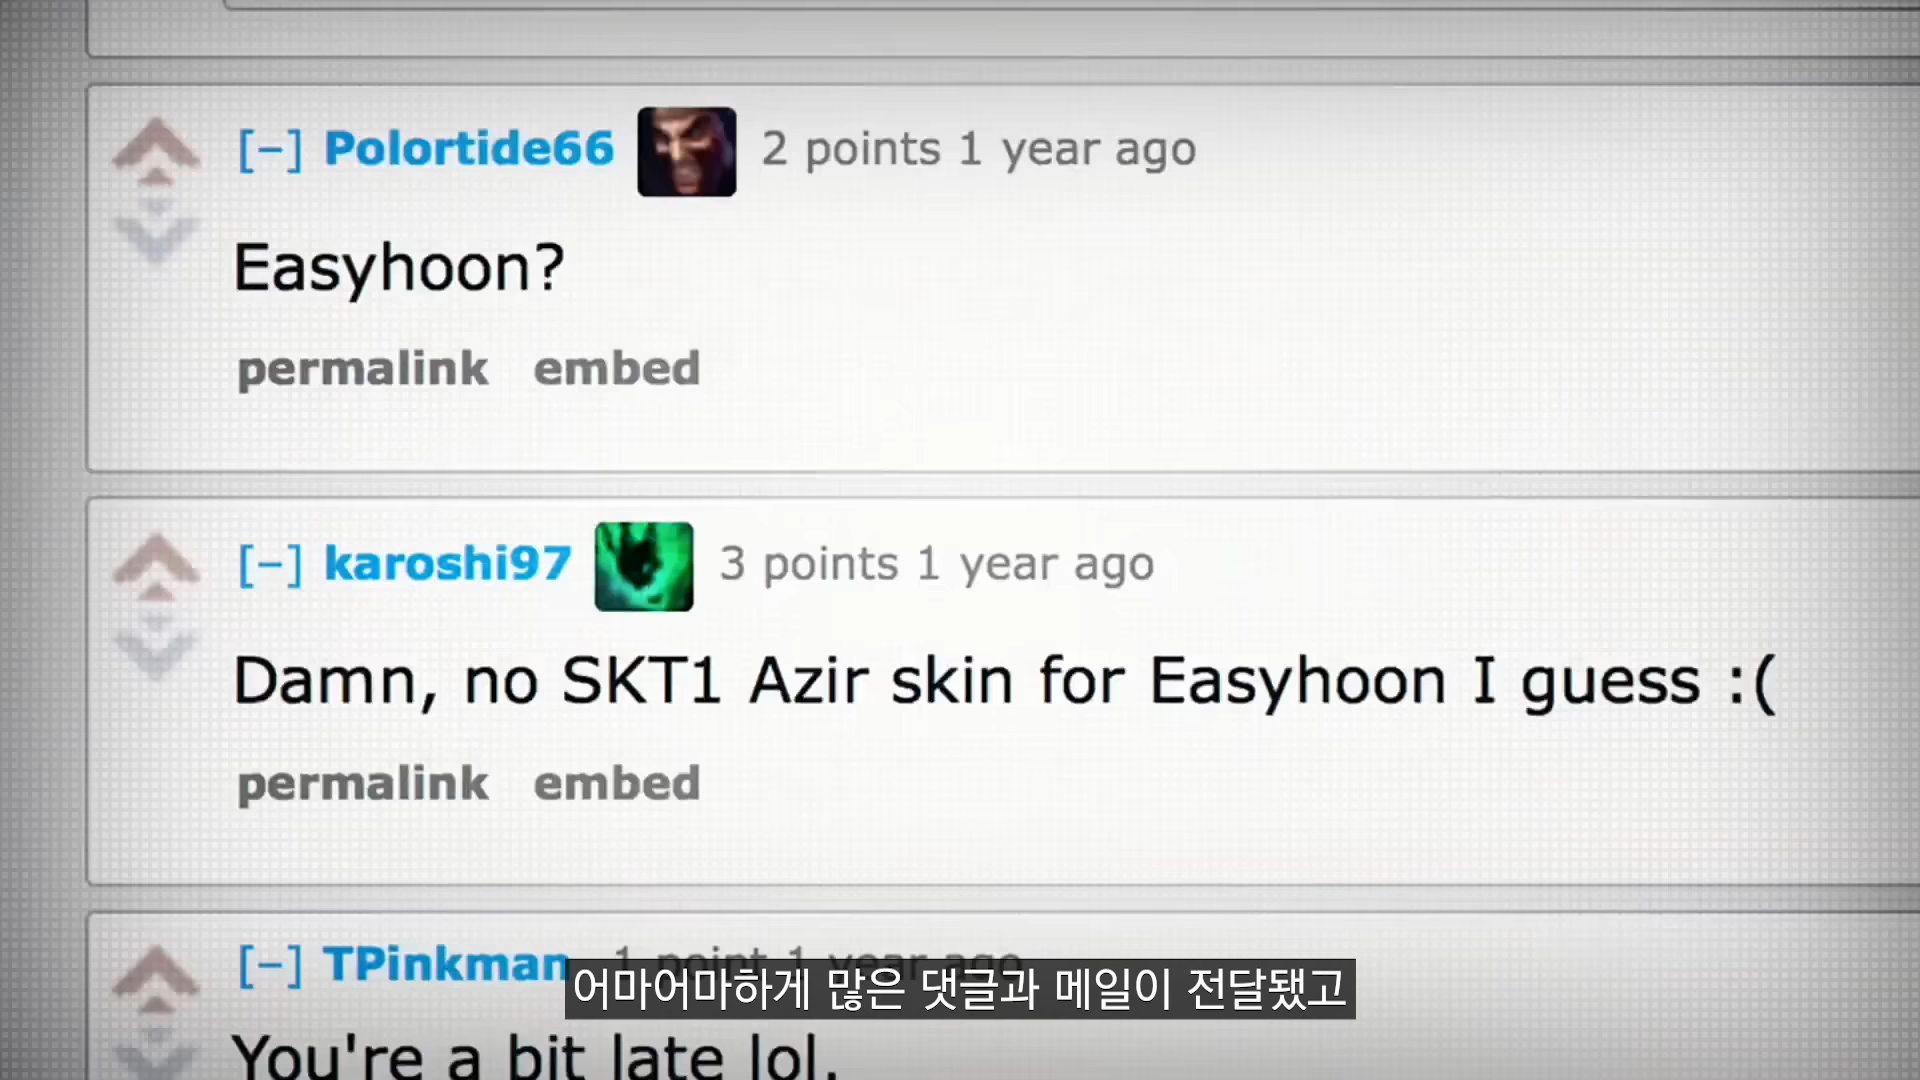 [–] Polortide66 2 points 1 year ago
Easyhoon?
permalink embed
[–] karoshi97 3 points 1 year ago
Damn, no SKT1 Azir skin for Easyhoon I guess :(
permalink embed
[–] TPinkman 1 point 1 year ago
어마어마하게 많은 댓글과 메일이 전달됐고
You're a bit late lol.